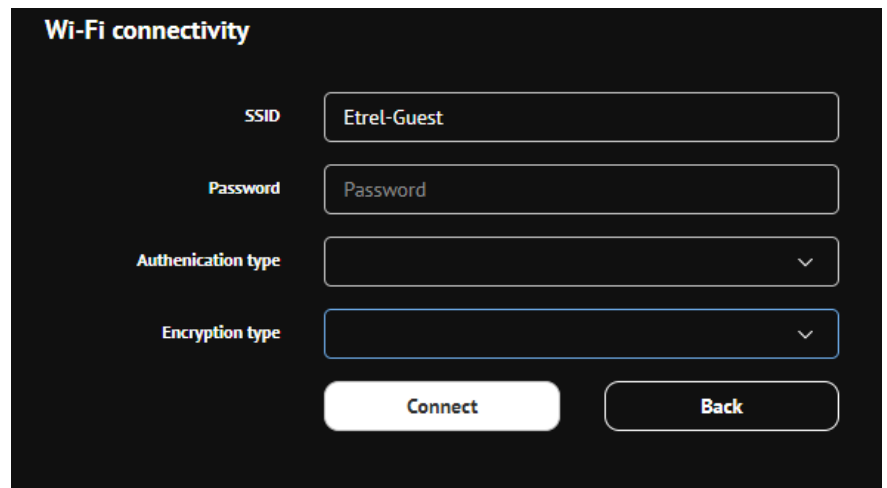 Wi-Fi connectivity
SSID Etrel-Guest
Password Password
Authenication type
Encryption type
Connect Back